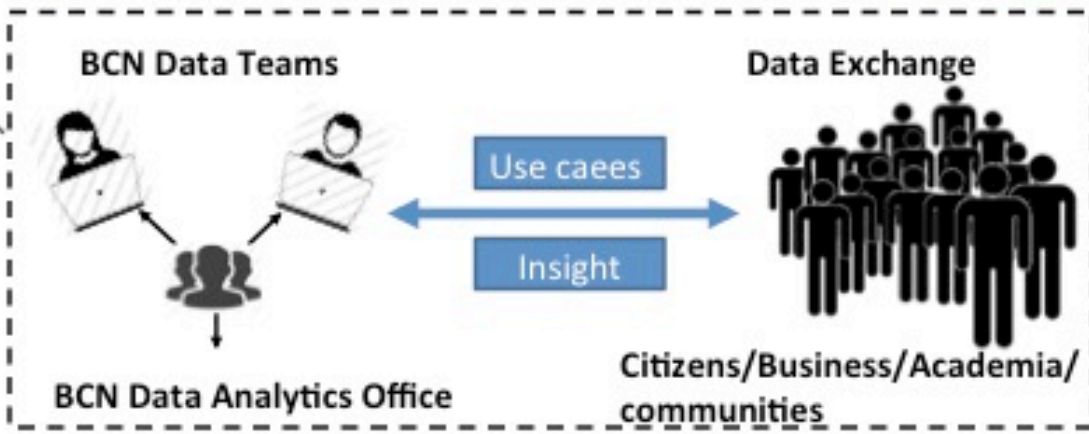 BCN Data Teams
Data Exchange
Use caees
Insight
BCN Data Analytics Office
Citizens/Business/Academia/
communities